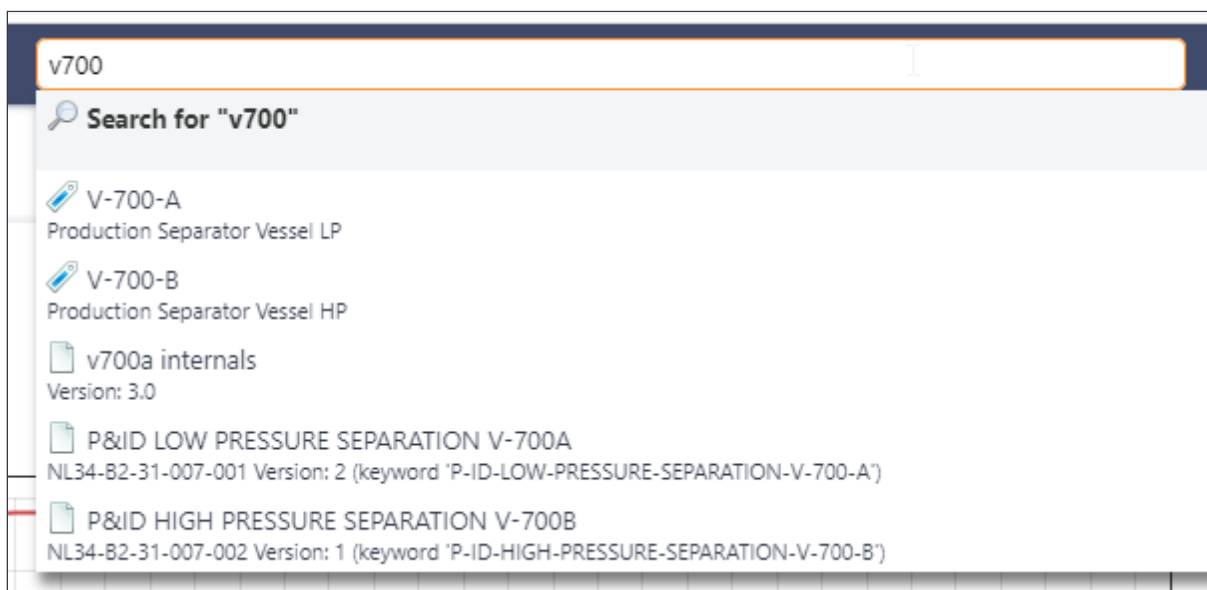 v700
Search for "v700"
V-700-A
Production Separator Vessel LP
V-700-B
Production Separator Vessel HP
v700a internals
Version: 3.0
P&ID LOW PRESSURE SEPARATION V-700A
NL34-B2-31-007-001 Version: 2 (keyword 'P-ID-LOW-PRESSURE-SEPARATION-V-700-A')
P&ID HIGH PRESSURE SEPARATION V-700B
NL34-B2-31-007-002 Version: 1 (keyword 'P-ID-HIGH-PRESSURE-SEPARATION-V-700-B')